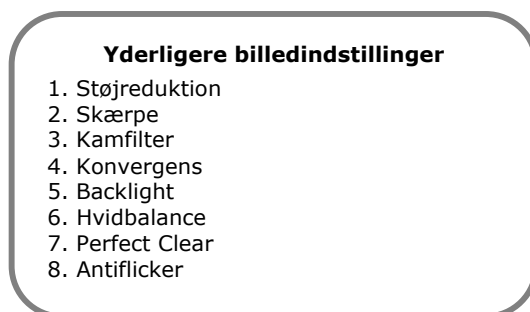 Yderligere billedindstillinger
1. Støjreduktion
2. Skærpe
3. Kamfilter
4. Konvergens
5. Backlight
6. Hvidbalance
7. Perfect Clear
8. Antiflicker